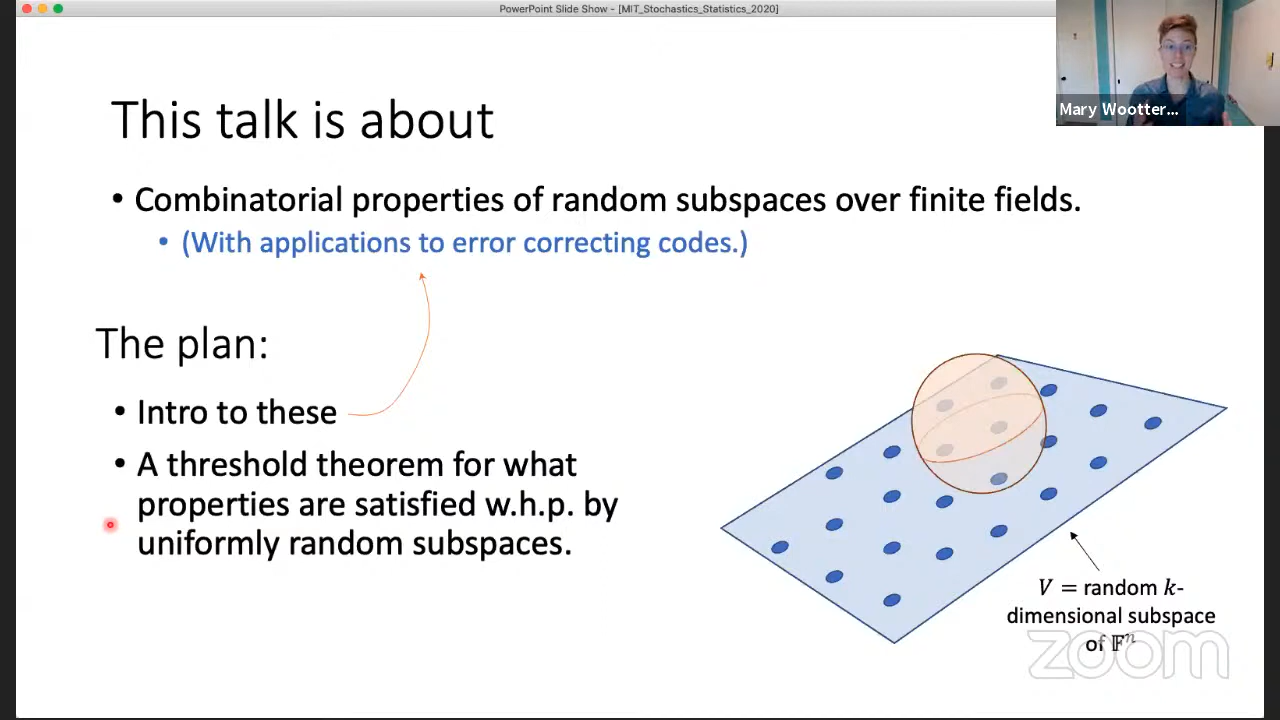 PowerPoint Slide Show - [MIT_Stochastics_Statistics_2020]
Mary Wootter...
This talk is about
• Combinatorial properties of random subspaces over finite fields.
• (With applications to error correcting codes.)
The plan:
• Intro to these
• A threshold theorem for what
properties are satisfied w.h.p. by
uniformly random subspaces.
V = random k-
dimensional subspace
of 𝔽ⁿ
zoom